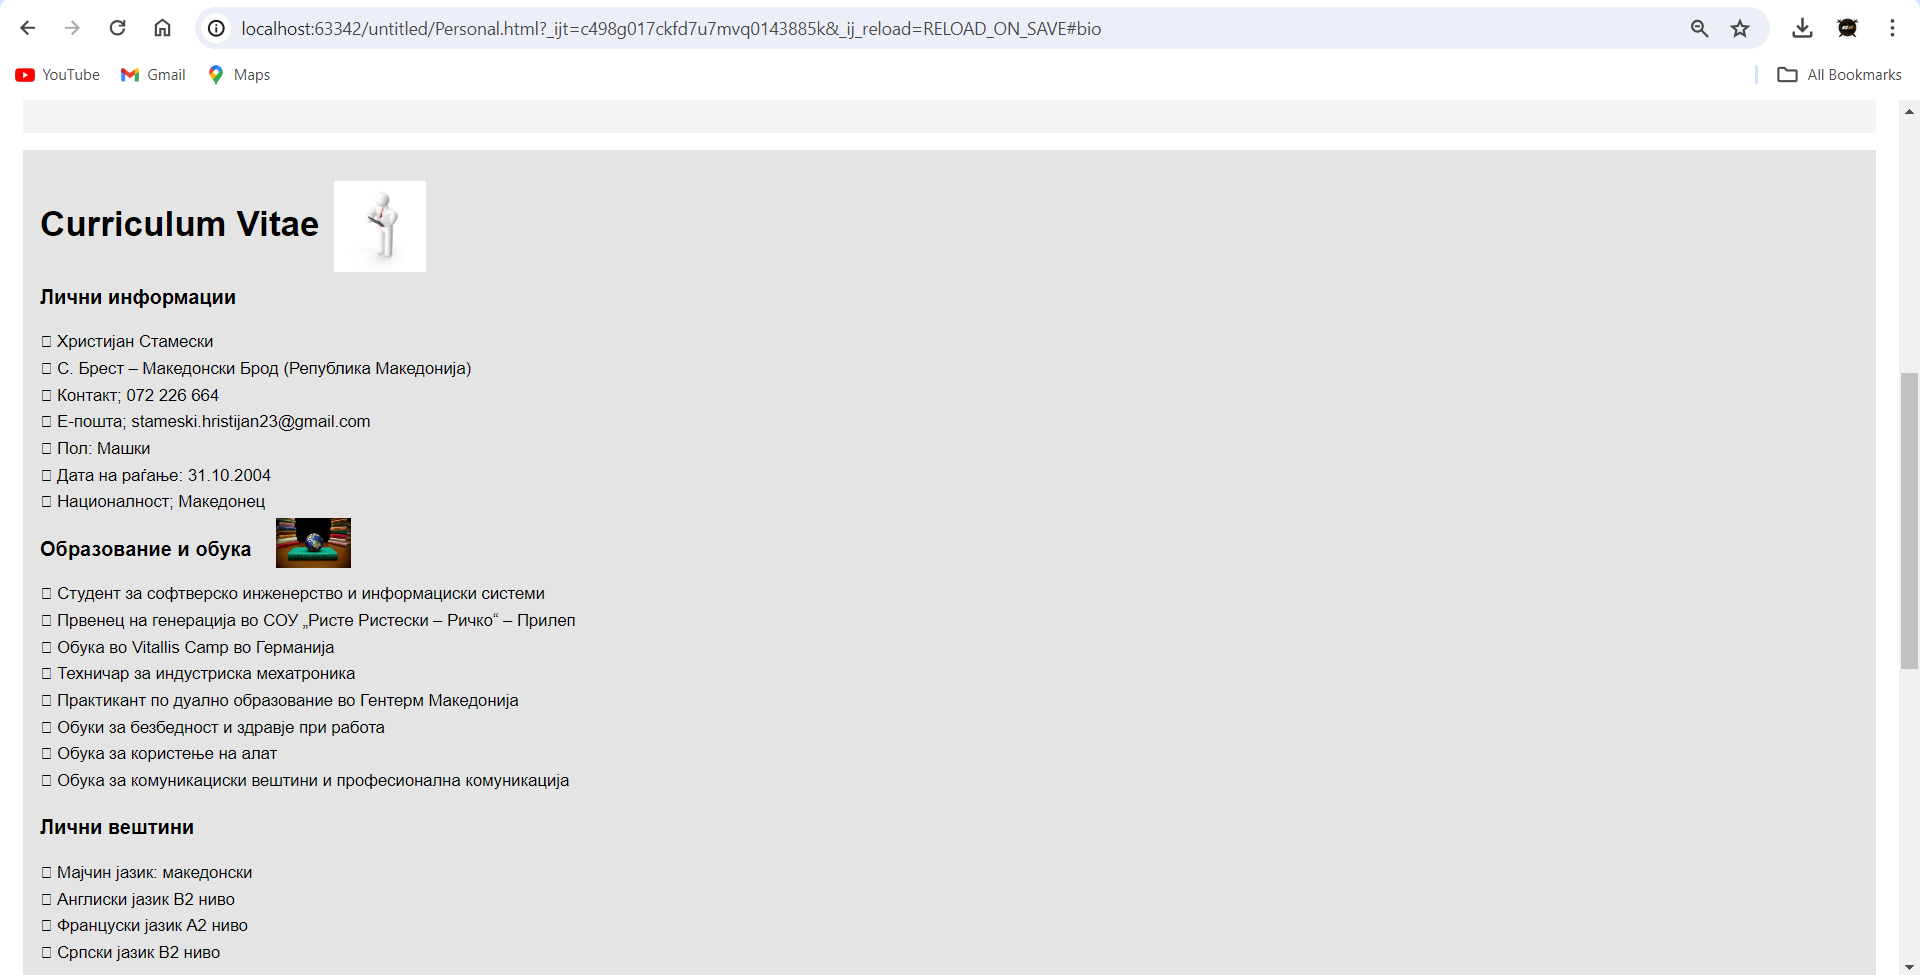 localhost:63342/untitled/Personal.html?_ijt=c498g017ckfd7u7mvq0143885k&_ij_reload=RELOAD_ON_SAVE#bio
YouTube Gmail Maps All Bookmarks
Curriculum Vitae
Лични информации
Христијан Стамески
С. Брест – Македонски Брод (Република Македонија)
Контакт; 072 226 664
Е-пошта; stameski.hristijan23@gmail.com
Пол: Машки
Дата на раѓање: 31.10.2004
Националност; Македонец
Образование и обука
Студент за софтверско инженерство и информациски системи
Првенец на генерација во СОУ „Ристе Ристески – Ричко“ – Прилеп
Обука во Vitallis Camp во Германија
Техничар за индустриска мехатроника
Практикант по дуално образование во Гентерм Македонија
Обуки за безбедност и здравје при работа
Обука за користење на алат
Обука за комуникациски вештини и професионална комуникација
Лични вештини
Мајчин јазик: македонски
Англиски јазик B2 ниво
Француски јазик A2 ниво
Српски јазик B2 ниво